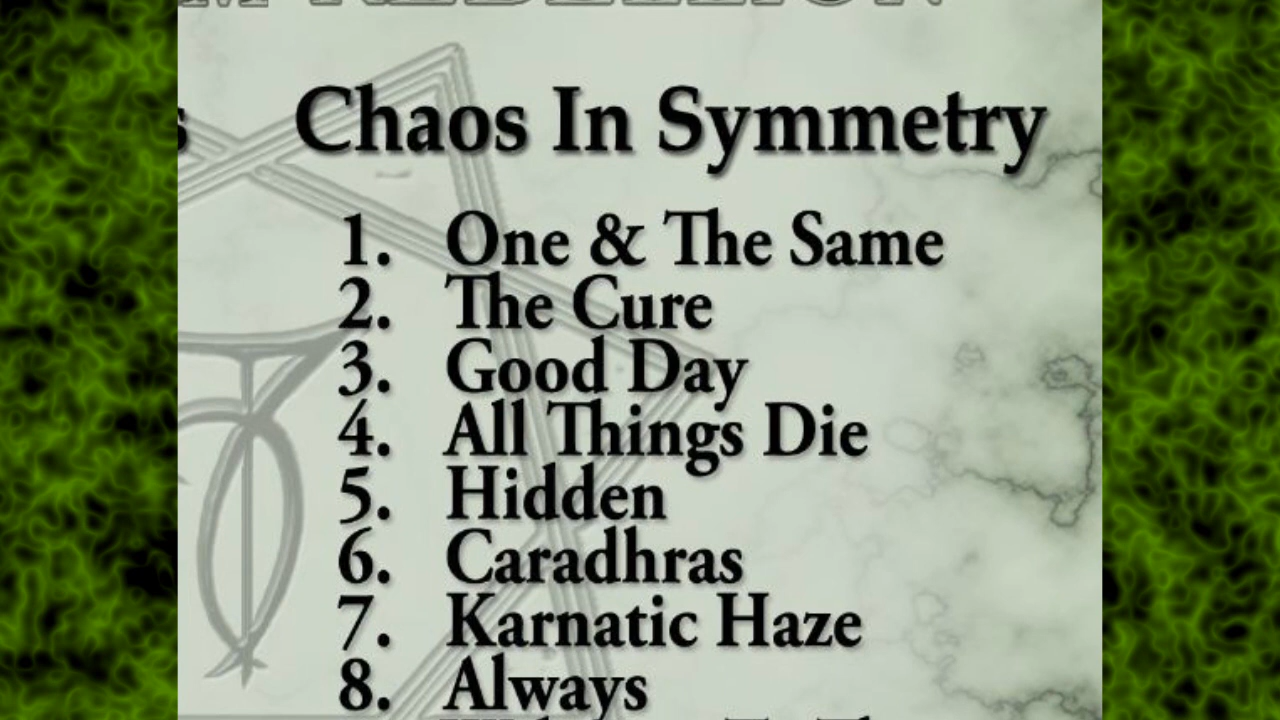 REBELLION
s
Chaos In Symmetry
1. One & The Same
2. The Cure
3. Good Day
4. All Things Die
5. Hidden
6. Caradhras
7. Karnatic Haze
8. Always